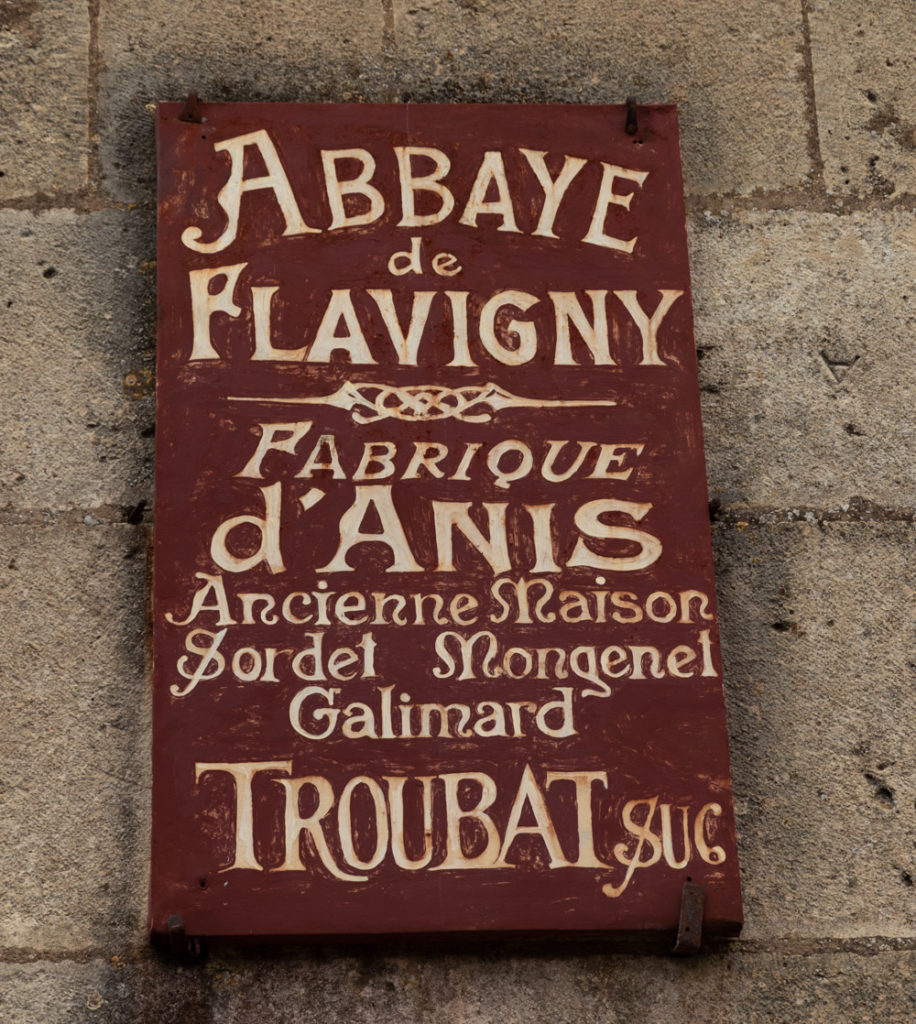 ABBAYE
de
FLAVIGNY
FABRIQUE
d'ANIS
Ancienne Maison
Sordet Mongenet
Galimard
TROUBAT SUC